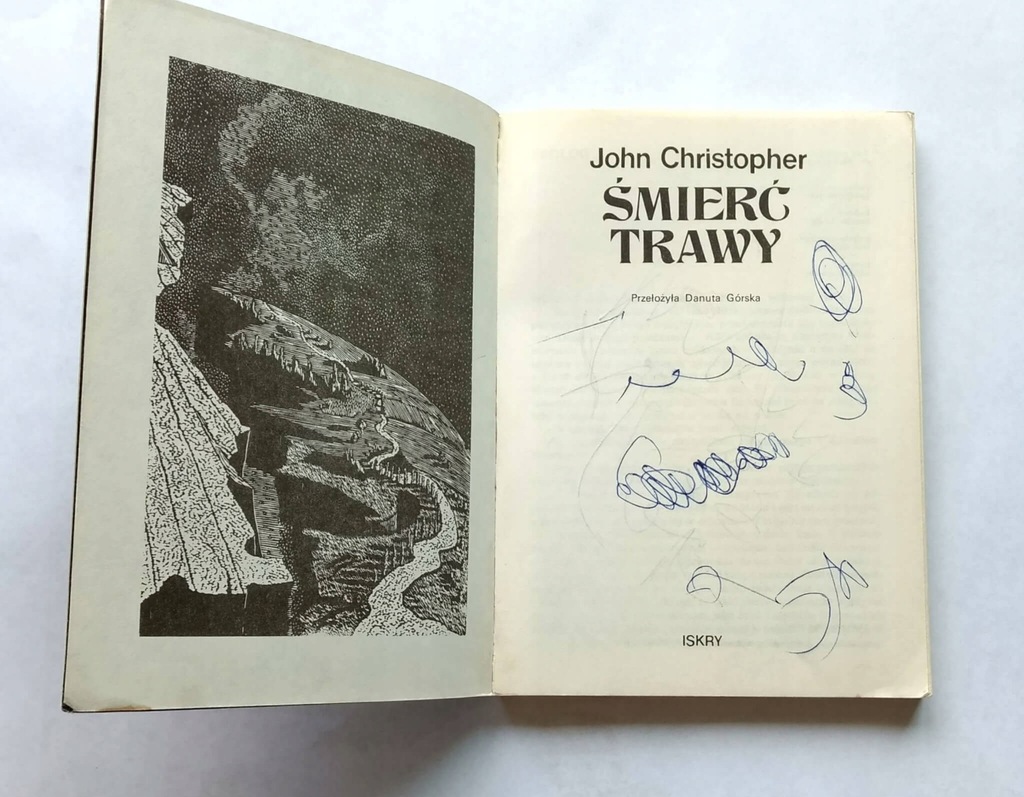 John Christopher
ŚMIERĆ
TRAWY
Przełożyła Danuta Górska
ISKRY